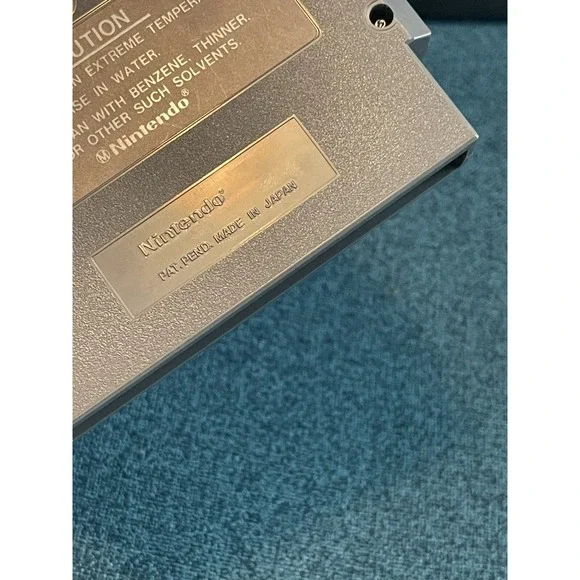 UTION
N EXTREME TEMPERA
SE IN WATER.
AN WITH BENZENE, THINNER,
R OTHER SUCH SOLVENTS.
Ⓜ Nintendo®
Nintendo®
PAT. PEND. MADE IN JAPAN